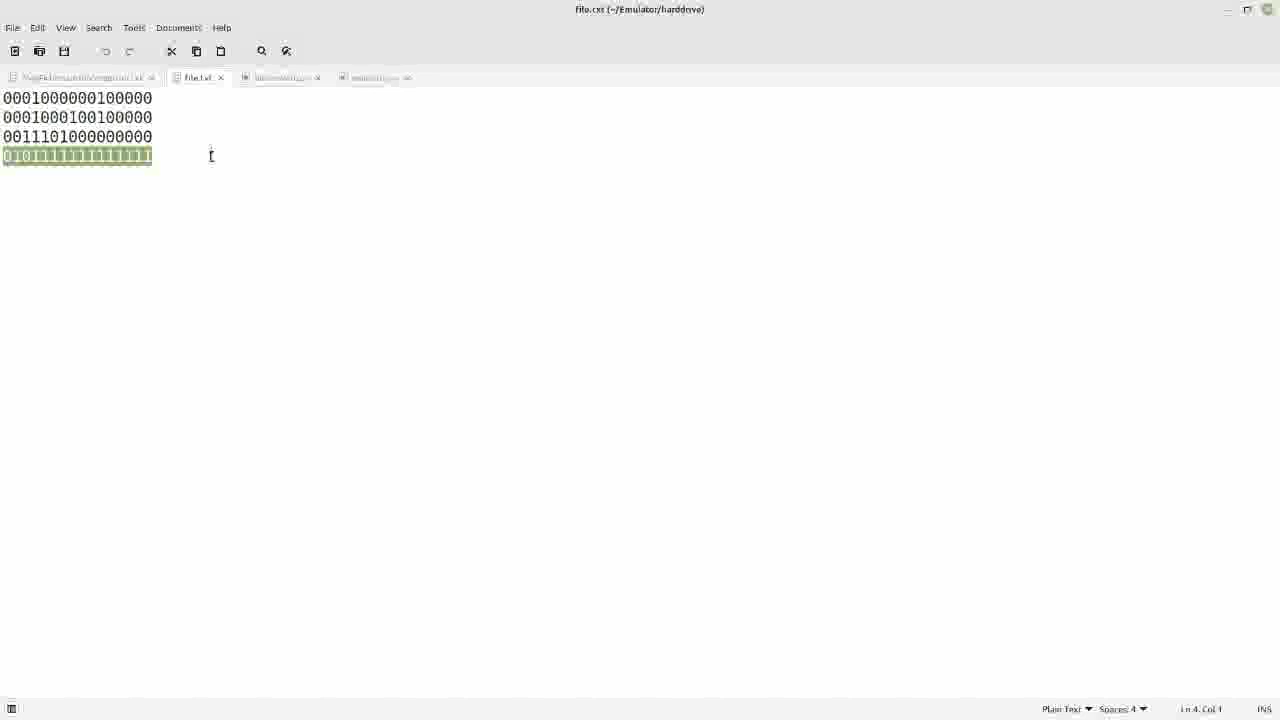 file.txt (~/Emulator/harddrive)
File Edit View Search Tools Documents Help
file.txt
0001000000100000
0001000100100000
0011101000000000
0101111111111111
Plain Text Spaces: 4 Ln 4, Col 1 INS